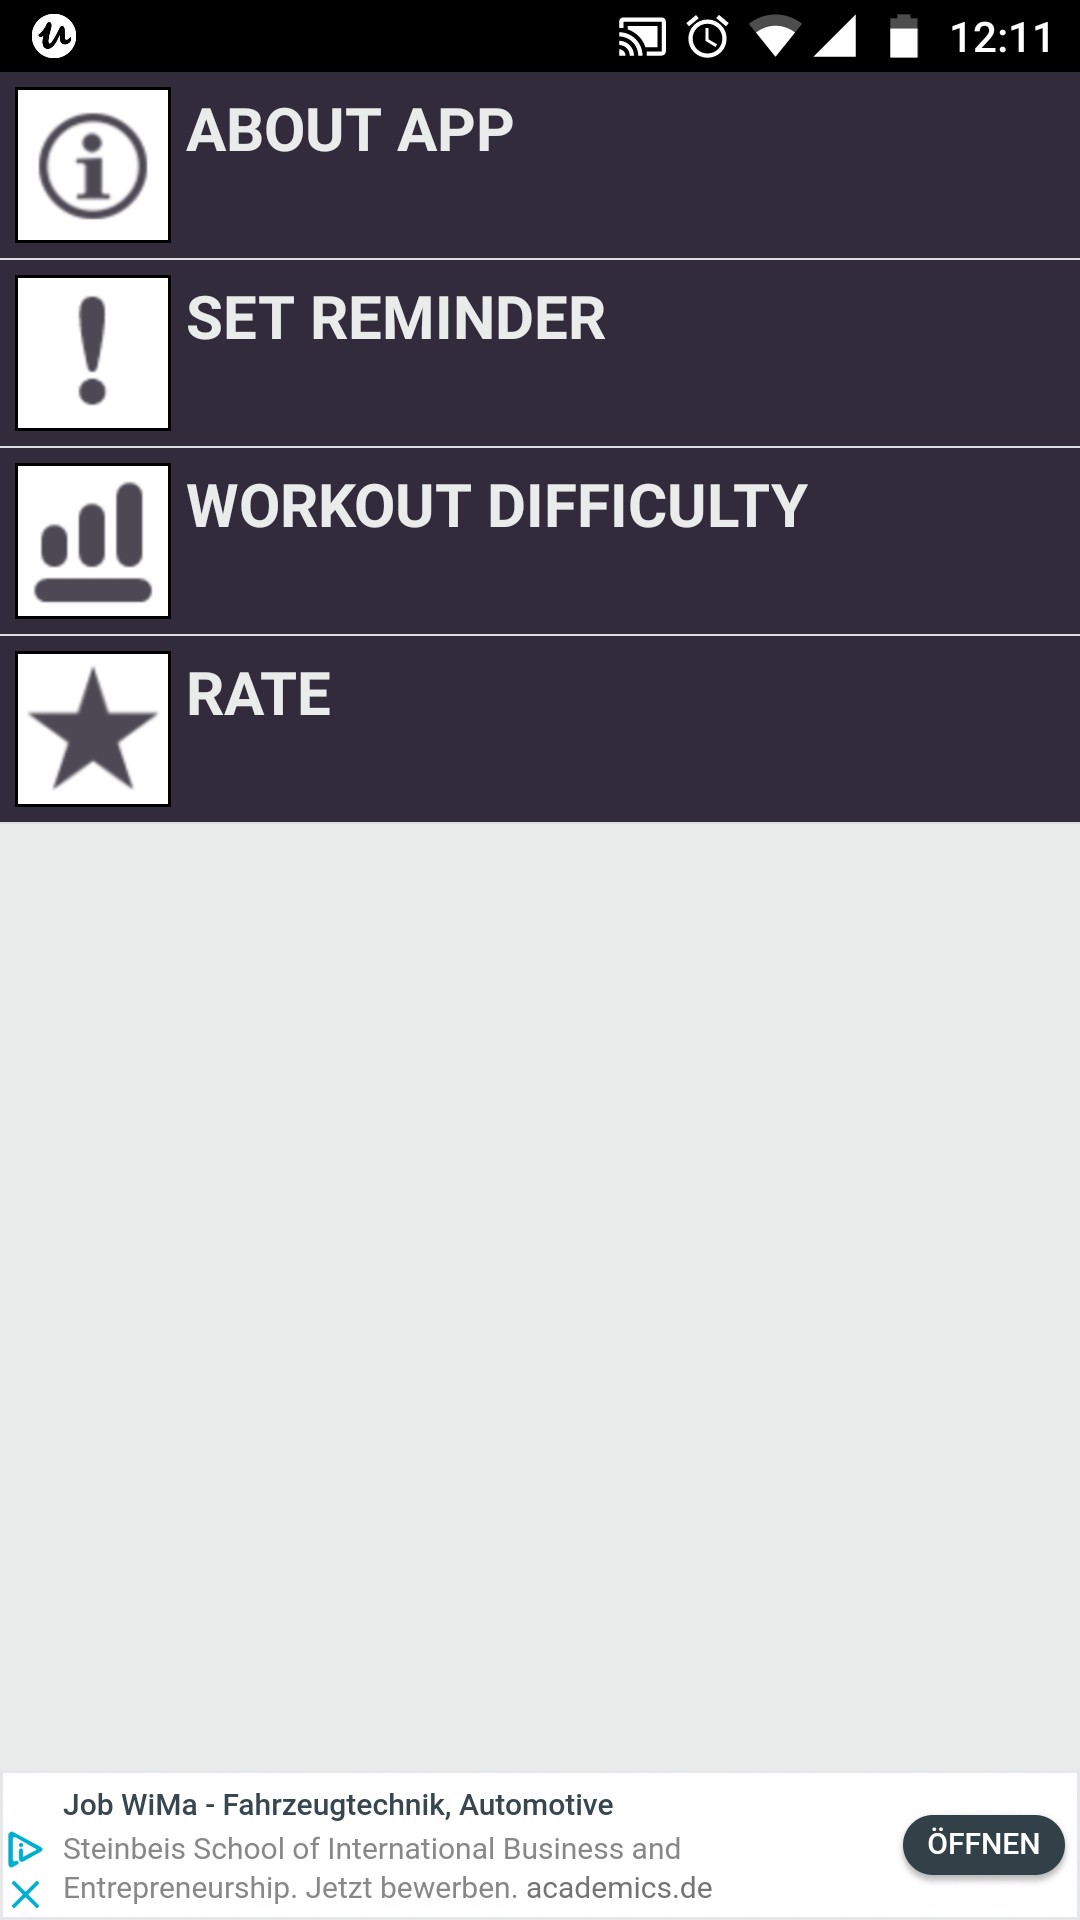 12:11
ABOUT APP
SET REMINDER
WORKOUT DIFFICULTY
RATE
Job WiMa - Fahrzeugtechnik, Automotive
Steinbeis School of International Business and
Entrepreneurship. Jetzt bewerben. academics.de
ÖFFNEN